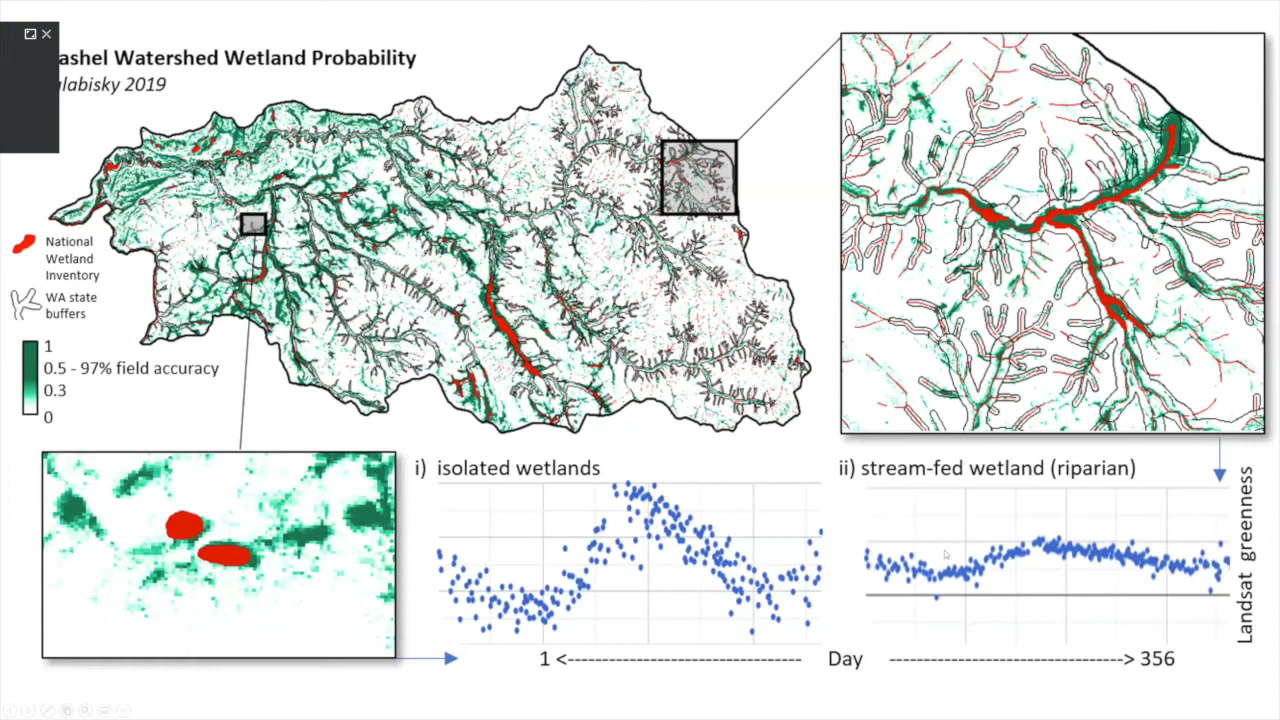 ashel Watershed Wetland Probability
alabisky 2019
National
Wetland
Inventory
WA state
buffers
1
0.5 - 97% field accuracy
0.3
0
i) isolated wetlands
ii) stream-fed wetland (riparian)
Landsat greenness
1 <--------------------------------- Day ---------------------------------> 356